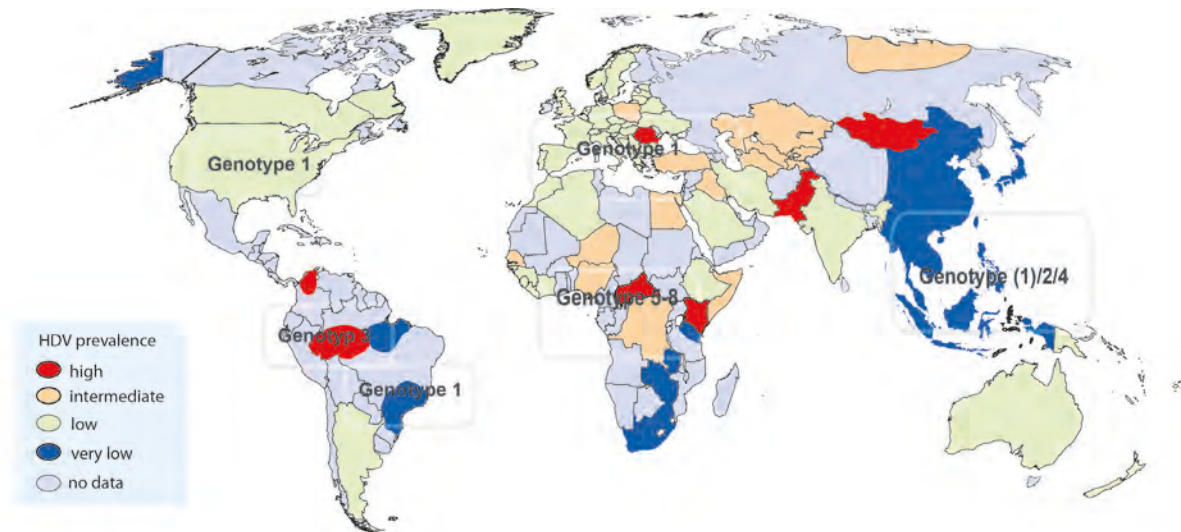 Genotype 1
Genotype 1
Genotype (1)/2/4
Genotype 5-8
Genotyp 3
Genotype 1
HDV prevalence
high
intermediate
low
very low
no data